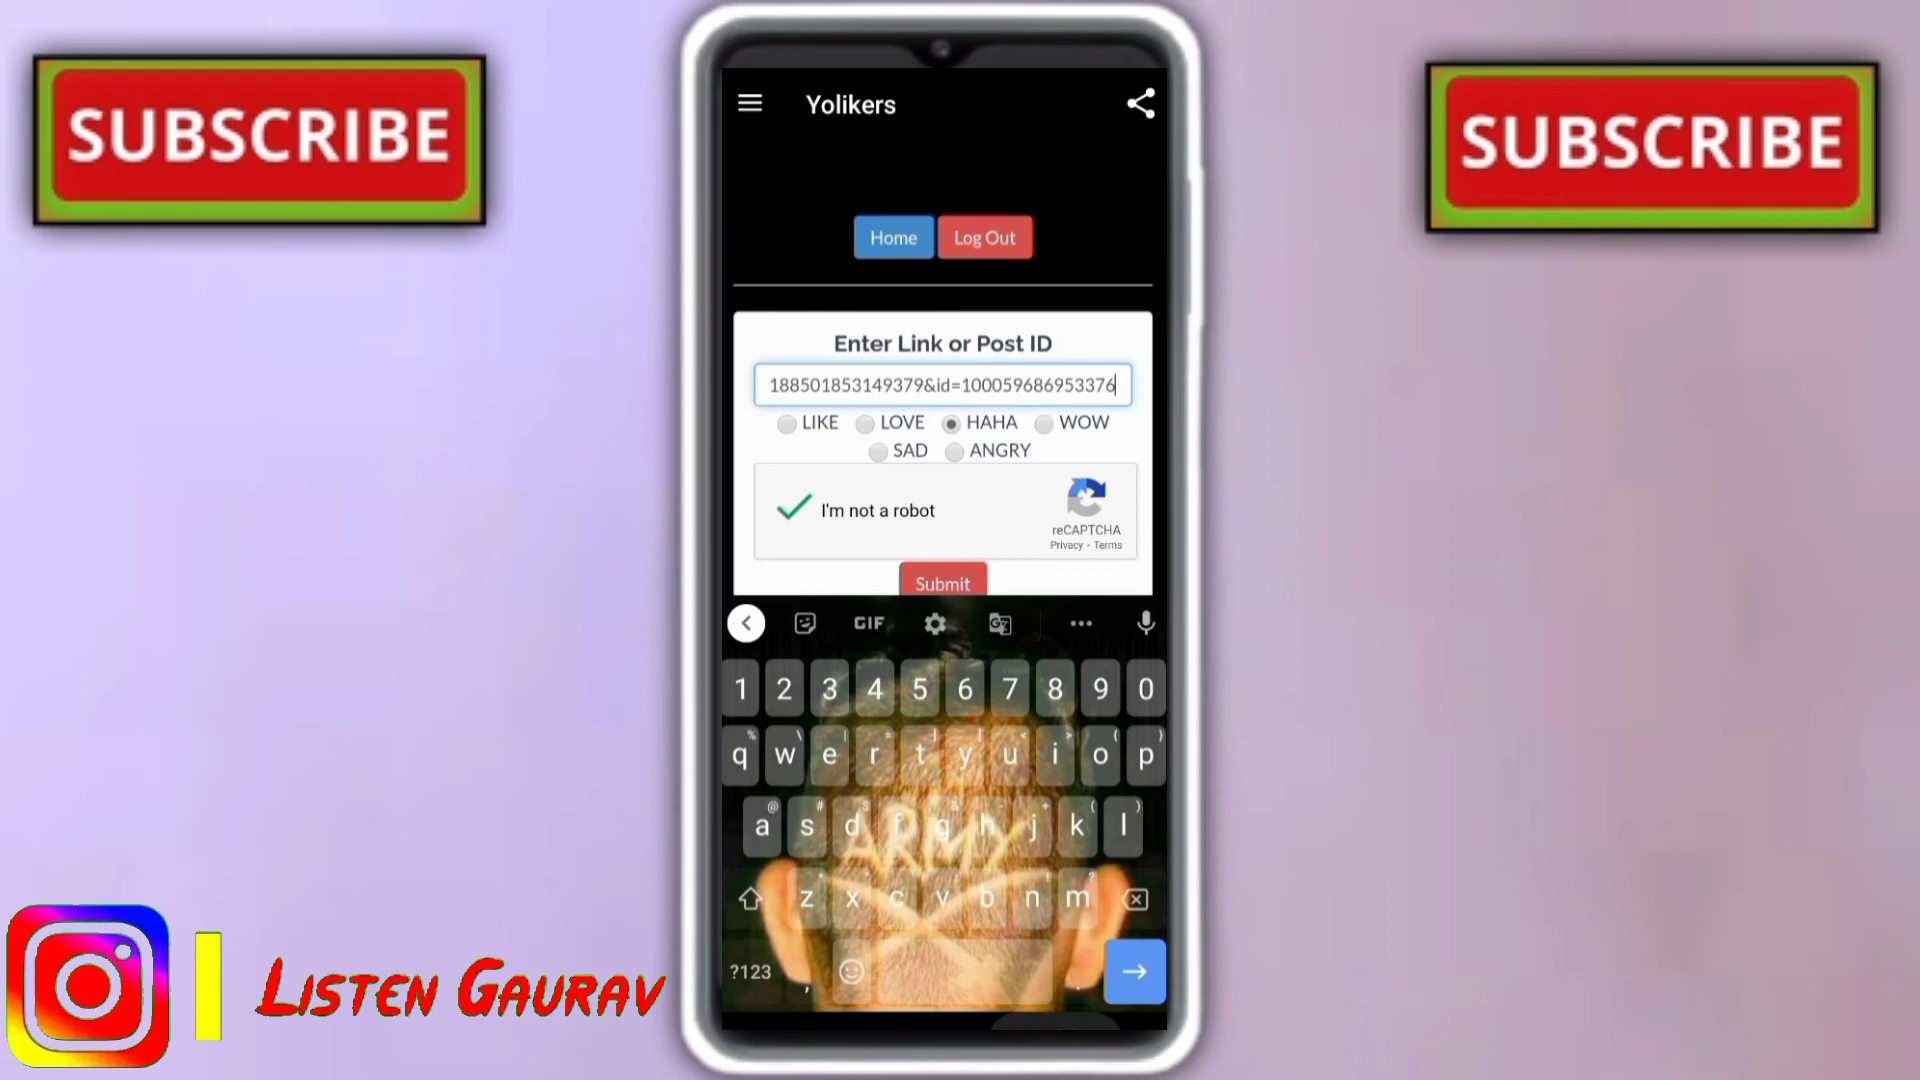 SUBSCRIBE
SUBSCRIBE
Yolikers
Home Log Out
Enter Link or Post ID
188501853149379&id=100059686953376
LIKE LOVE HAHA WOW
SAD ANGRY
I'm not a robot
reCAPTCHA
Privacy - Terms
Submit
GIF
1 2 3 4 5 6 7 8 9 0
q w e r t y u i o p
a s d f g h j k l
ARMY
z x c v b n m
?123 , .
LISTEN GAURAV